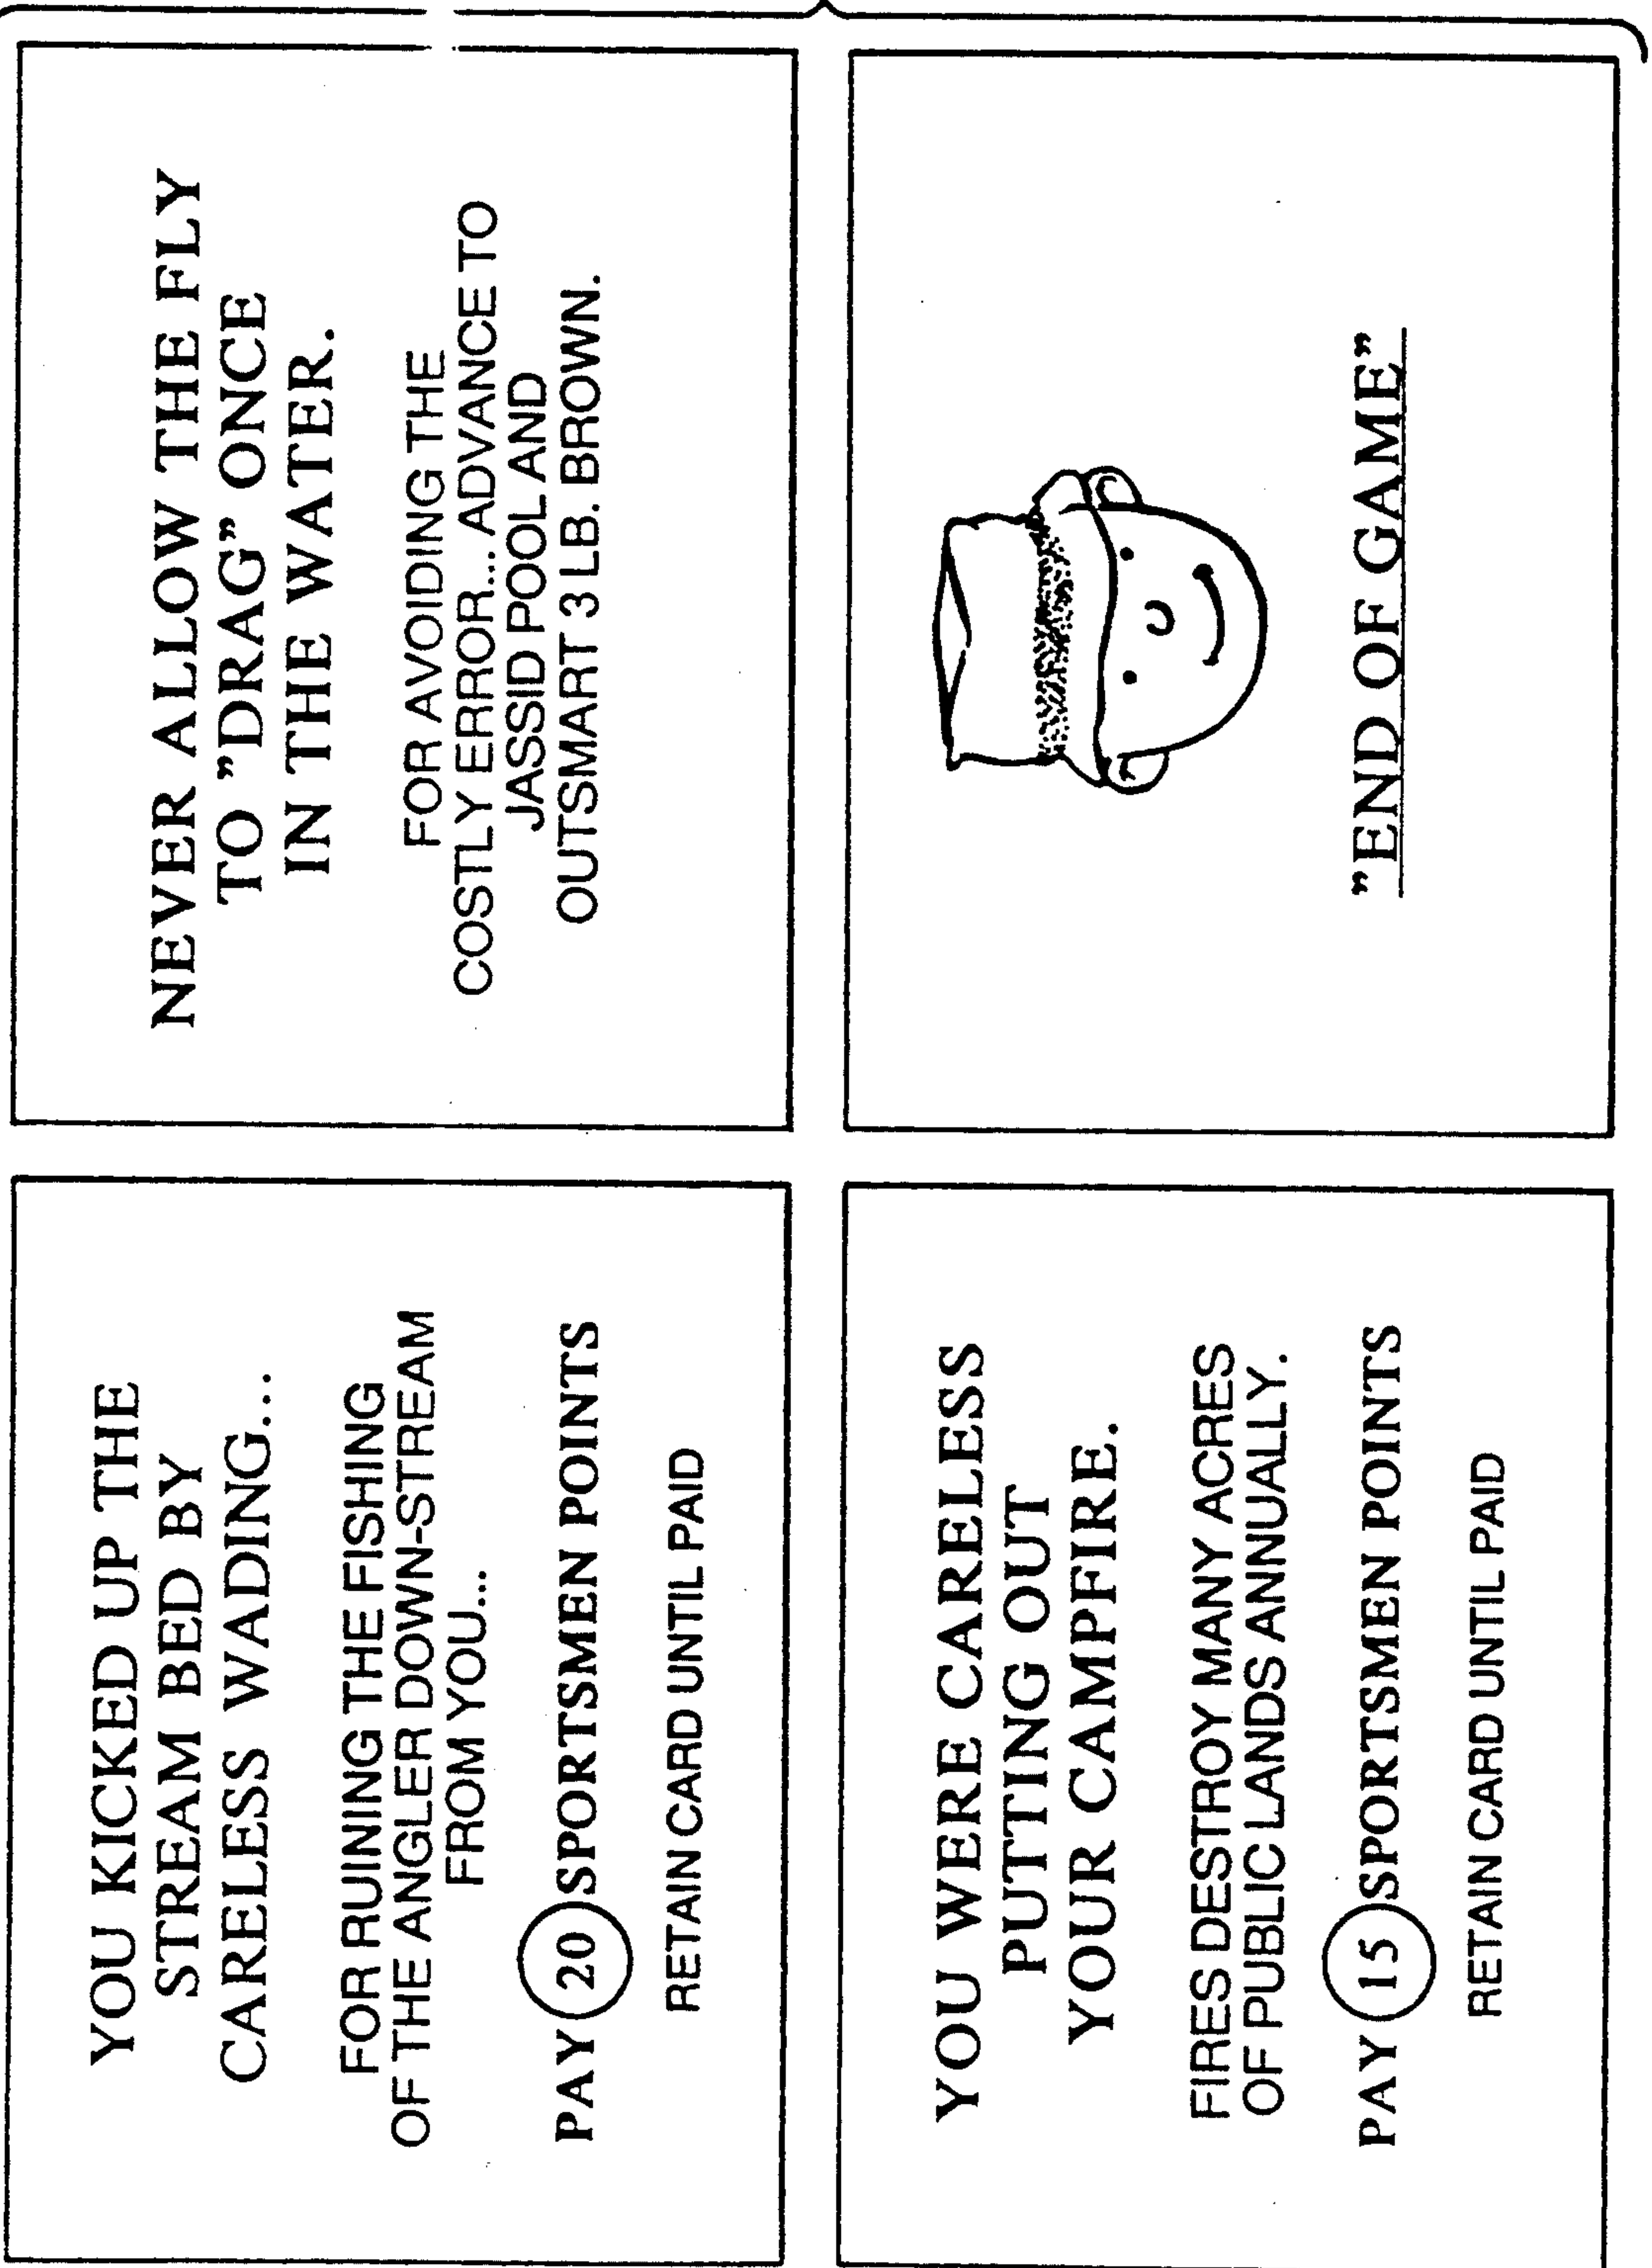 YOU KICKED UP THE
STREAM BED BY
CARELESS WADING...
FOR RUINING THE FISHING
OF THE ANGLER DOWN-STREAM
FROM YOU...
PAY 20 SPORTSMEN POINTS
RETAIN CARD UNTIL PAID
NEVER ALLOW THE FLY
TO "DRAG" ONCE
IN THE WATER.
FOR AVOIDING THE
COSTLY ERROR... ADVANCE TO
JASSID POOL AND
OUTSMART 3 LB. BROWN.
YOU WERE CARELESS
PUTTING OUT
YOUR CAMPFIRE.
FIRES DESTROY MANY ACRES
OF PUBLIC LANDS ANNUALLY.
PAY 15 SPORTSMEN POINTS
RETAIN CARD UNTIL PAID
"END OF GAME"